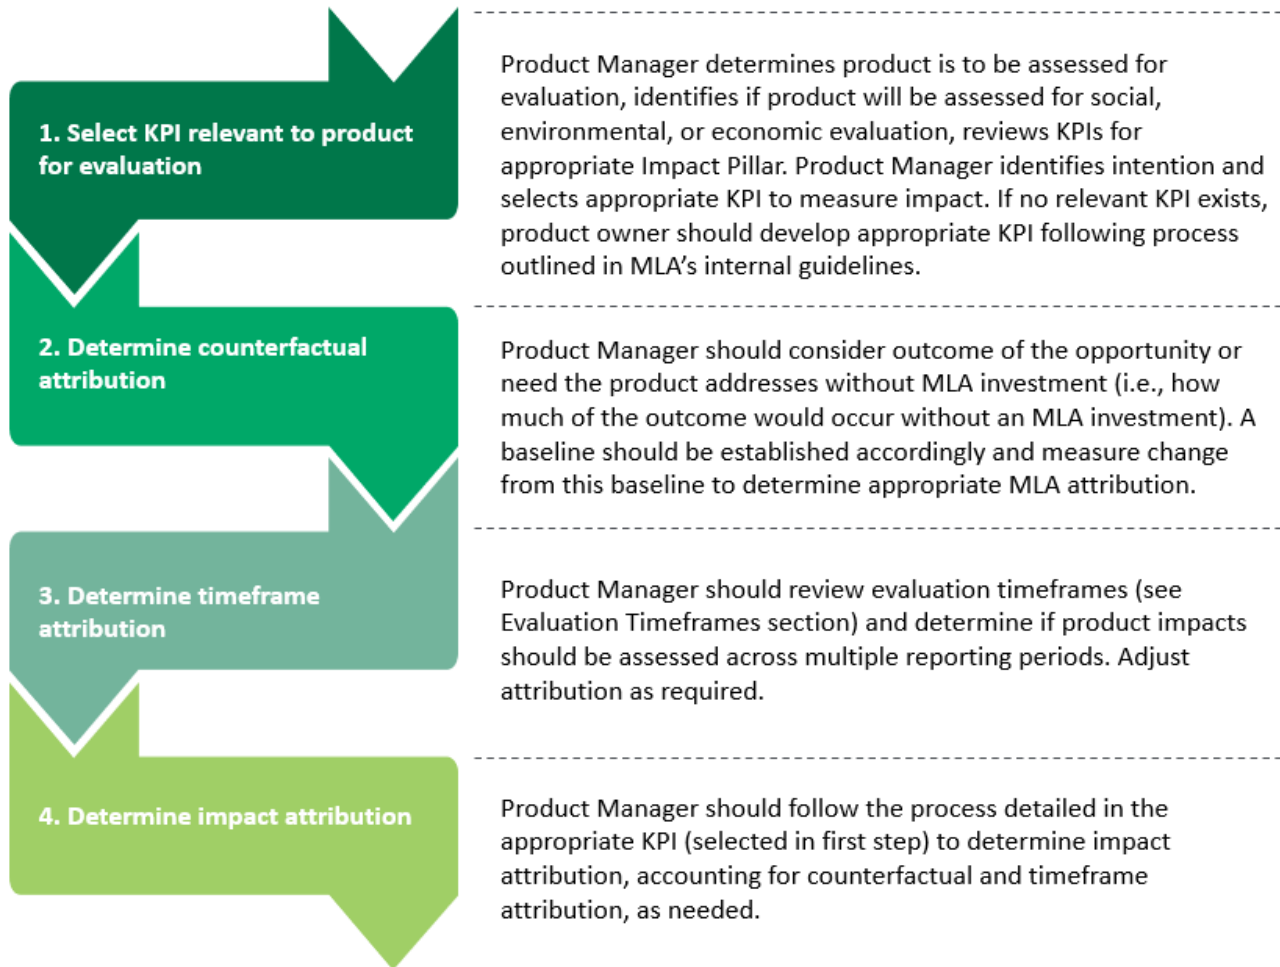 1. Select KPI relevant to product
for evaluation
Product Manager determines product is to be assessed for
evaluation, identifies if product will be assessed for social,
environmental, or economic evaluation, reviews KPIs for
appropriate Impact Pillar. Product Manager identifies intention and
selects appropriate KPI to measure impact. If no relevant KPI exists,
product owner should develop appropriate KPI following process
outlined in MLA’s internal guidelines.
2. Determine counterfactual
attribution
Product Manager should consider outcome of the opportunity or
need the product addresses without MLA investment (i.e., how
much of the outcome would occur without an MLA investment). A
baseline should be established accordingly and measure change
from this baseline to determine appropriate MLA attribution.
3. Determine timeframe
attribution
Product Manager should review evaluation timeframes (see
Evaluation Timeframes section) and determine if product impacts
should be assessed across multiple reporting periods. Adjust
attribution as required.
4. Determine impact attribution
Product Manager should follow the process detailed in the
appropriate KPI (selected in first step) to determine impact
attribution, accounting for counterfactual and timeframe
attribution, as needed.